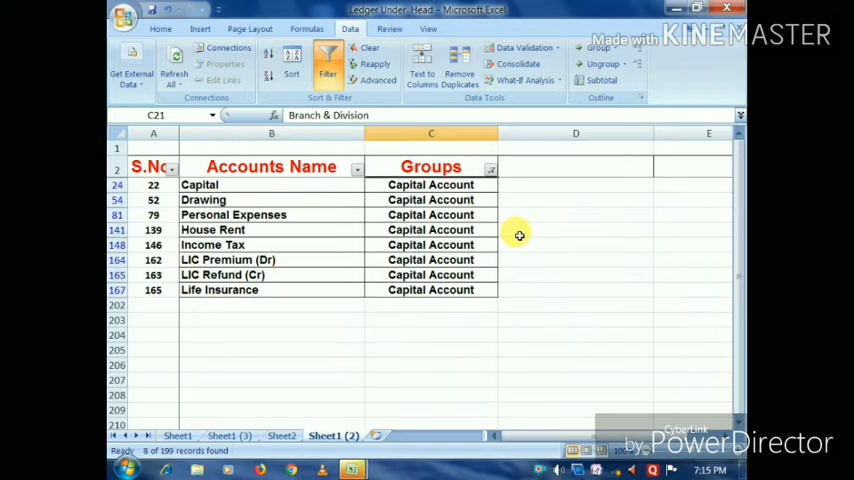 Ledger Under Head - Microsoft Excel
Home Insert Page Layout Formulas Data Review View
Made with KINEMASTER
Get External Data
Refresh All
Connections
Properties
Edit Links
Connections
Sort
Filter
Clear
Reapply
Advanced
Sort & Filter
Text to Columns
Remove Duplicates
Data Validation
Consolidate
What-If Analysis
Data Tools
Group
Ungroup
Subtotal
Outline
C21 fx Branch & Division
A B C D E
1
2 S.No Accounts Name Groups
24 22 Capital Capital Account
54 52 Drawing Capital Account
81 79 Personal Expenses Capital Account
141 139 House Rent Capital Account
148 146 Income Tax Capital Account
164 162 LIC Premium (Dr) Capital Account
165 163 LIC Refund (Cr) Capital Account
167 165 Life Insurance Capital Account
202
203
204
205
206
207
208
209
210
Sheet1 Sheet1 (3) Sheet2 Sheet1 (2)
CyberLink
by PowerDirector
Ready 8 of 199 records found
7:15 PM